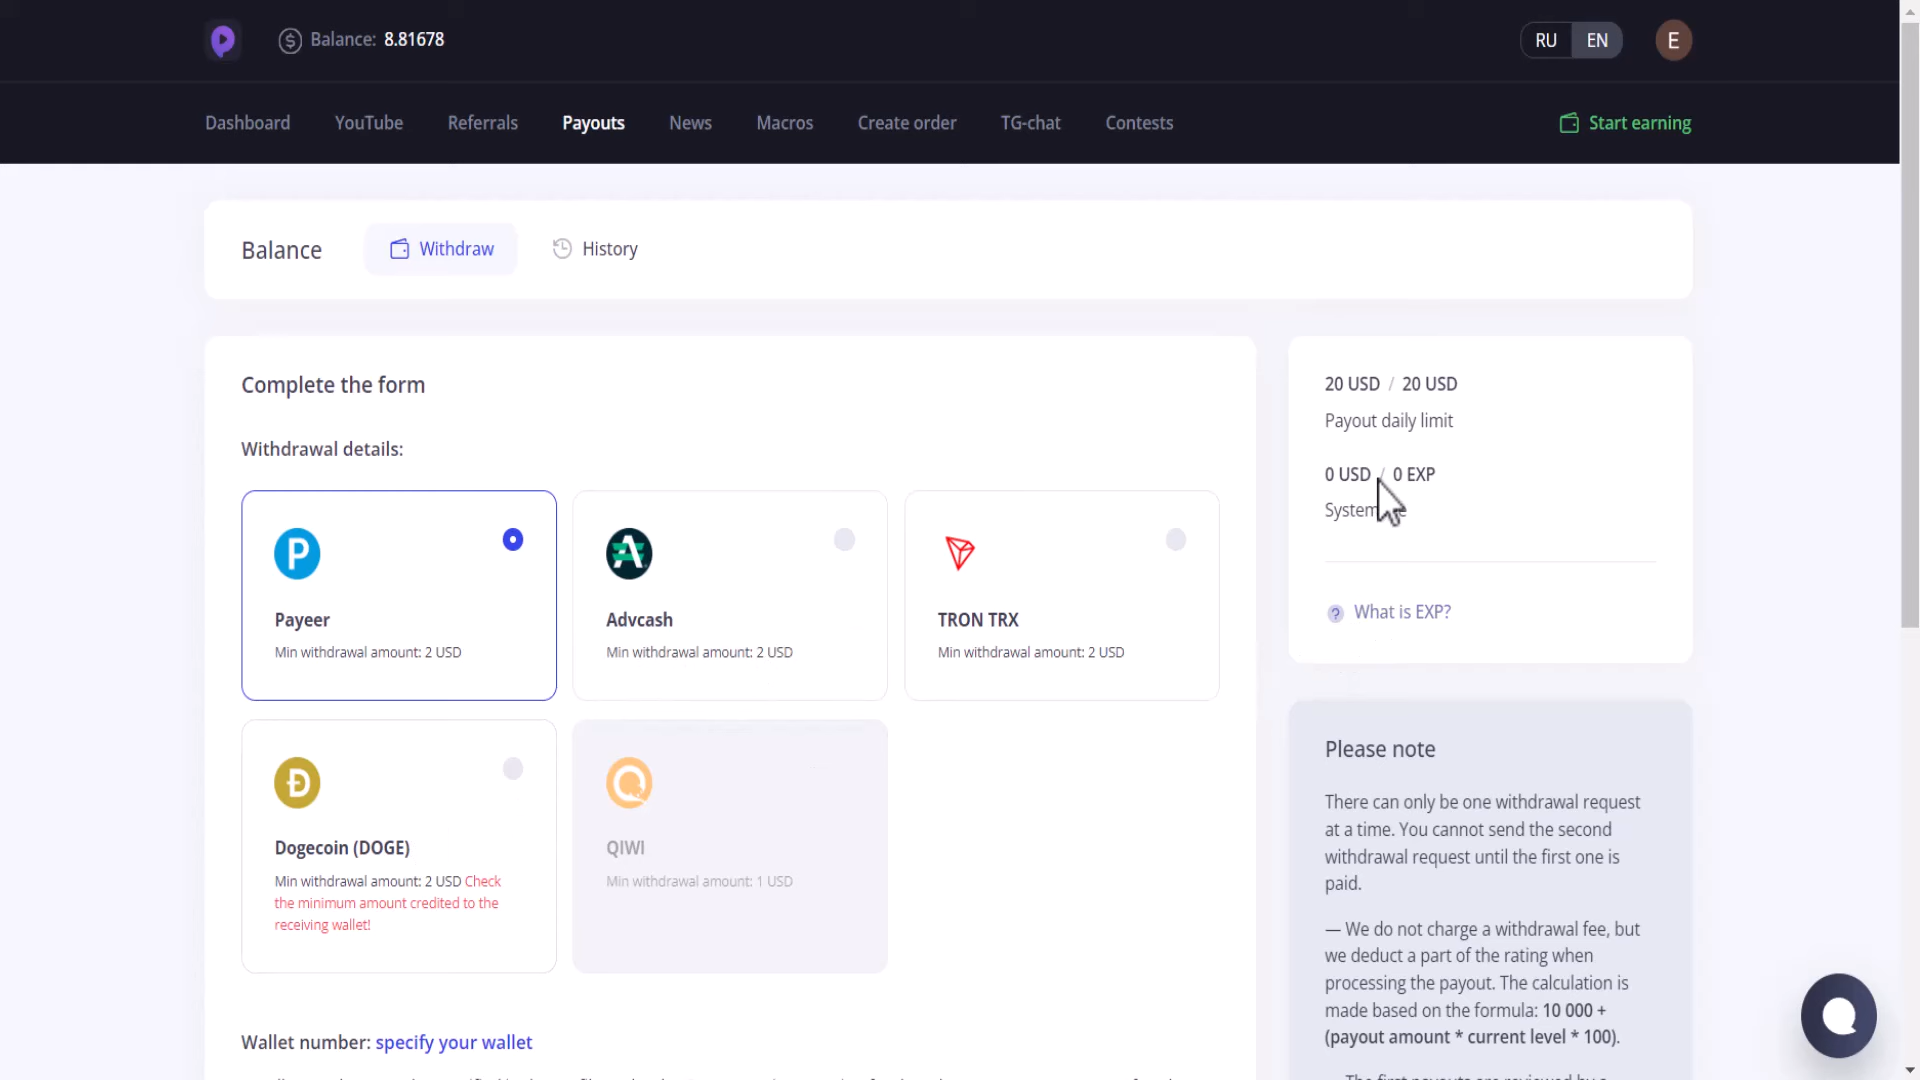 Balance: 8.81678
RU EN
E
Dashboard YouTube Referrals Payouts News Macros Create order TG-chat Contests
Start earning
Balance Withdraw History
Complete the form
Withdrawal details:
Payeer
Min withdrawal amount: 2 USD
Advcash
Min withdrawal amount: 2 USD
TRON TRX
Min withdrawal amount: 2 USD
Dogecoin (DOGE)
Min withdrawal amount: 2 USD Check
the minimum amount credited to the
receiving wallet!
QIWI
Min withdrawal amount: 1 USD
Wallet number: specify your wallet
20 USD / 20 USD
Payout daily limit
0 USD / 0 EXP
System
? What is EXP?
Please note
There can only be one withdrawal request
at a time. You cannot send the second
withdrawal request until the first one is
paid.
— We do not charge a withdrawal fee, but
we deduct a part of the rating when
processing the payout. The calculation is
made based on the formula: 10 000 +
(payout amount * current level * 100).